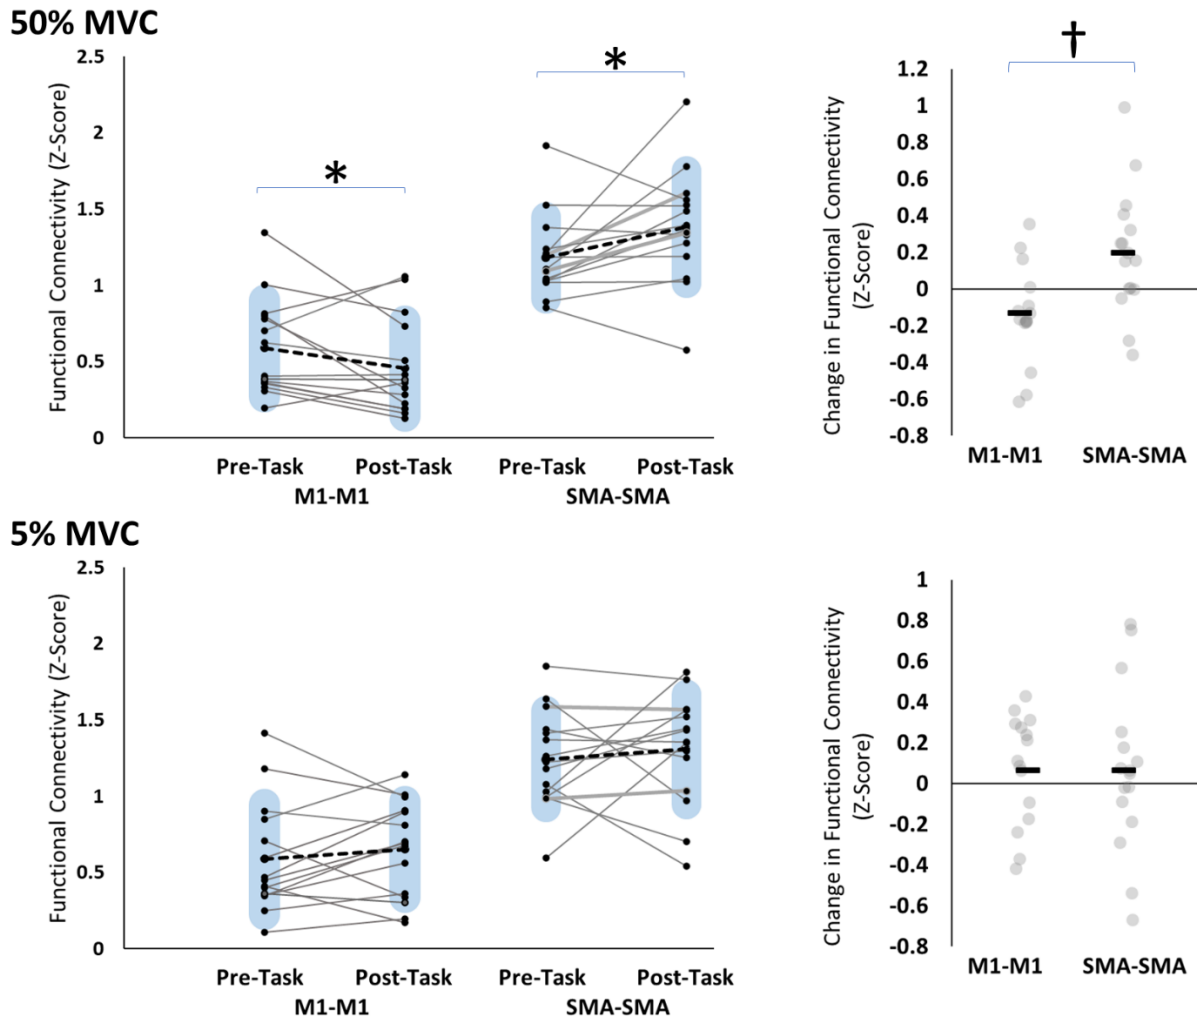 50% MVC
Functional Connectivity (Z-Score)
2.5
2
1.5
1
0.5
0
*
*
Pre-Task Post-Task Pre-Task Post-Task
M1-M1 SMA-SMA
†
Change in Functional Connectivity
(Z-Score)
1.2
1
0.8
0.6
0.4
0.2
0
-0.2
-0.4
-0.6
-0.8
M1-M1 SMA-SMA
5% MVC
Functional Connectivity (Z-Score)
2.5
2
1.5
1
0.5
0
Pre-Task Post-Task Pre-Task Post-Task
M1-M1 SMA-SMA
Change in Functional Connectivity
(Z-Score)
1
0.8
0.6
0.4
0.2
0
-0.2
-0.4
-0.6
-0.8
M1-M1 SMA-SMA